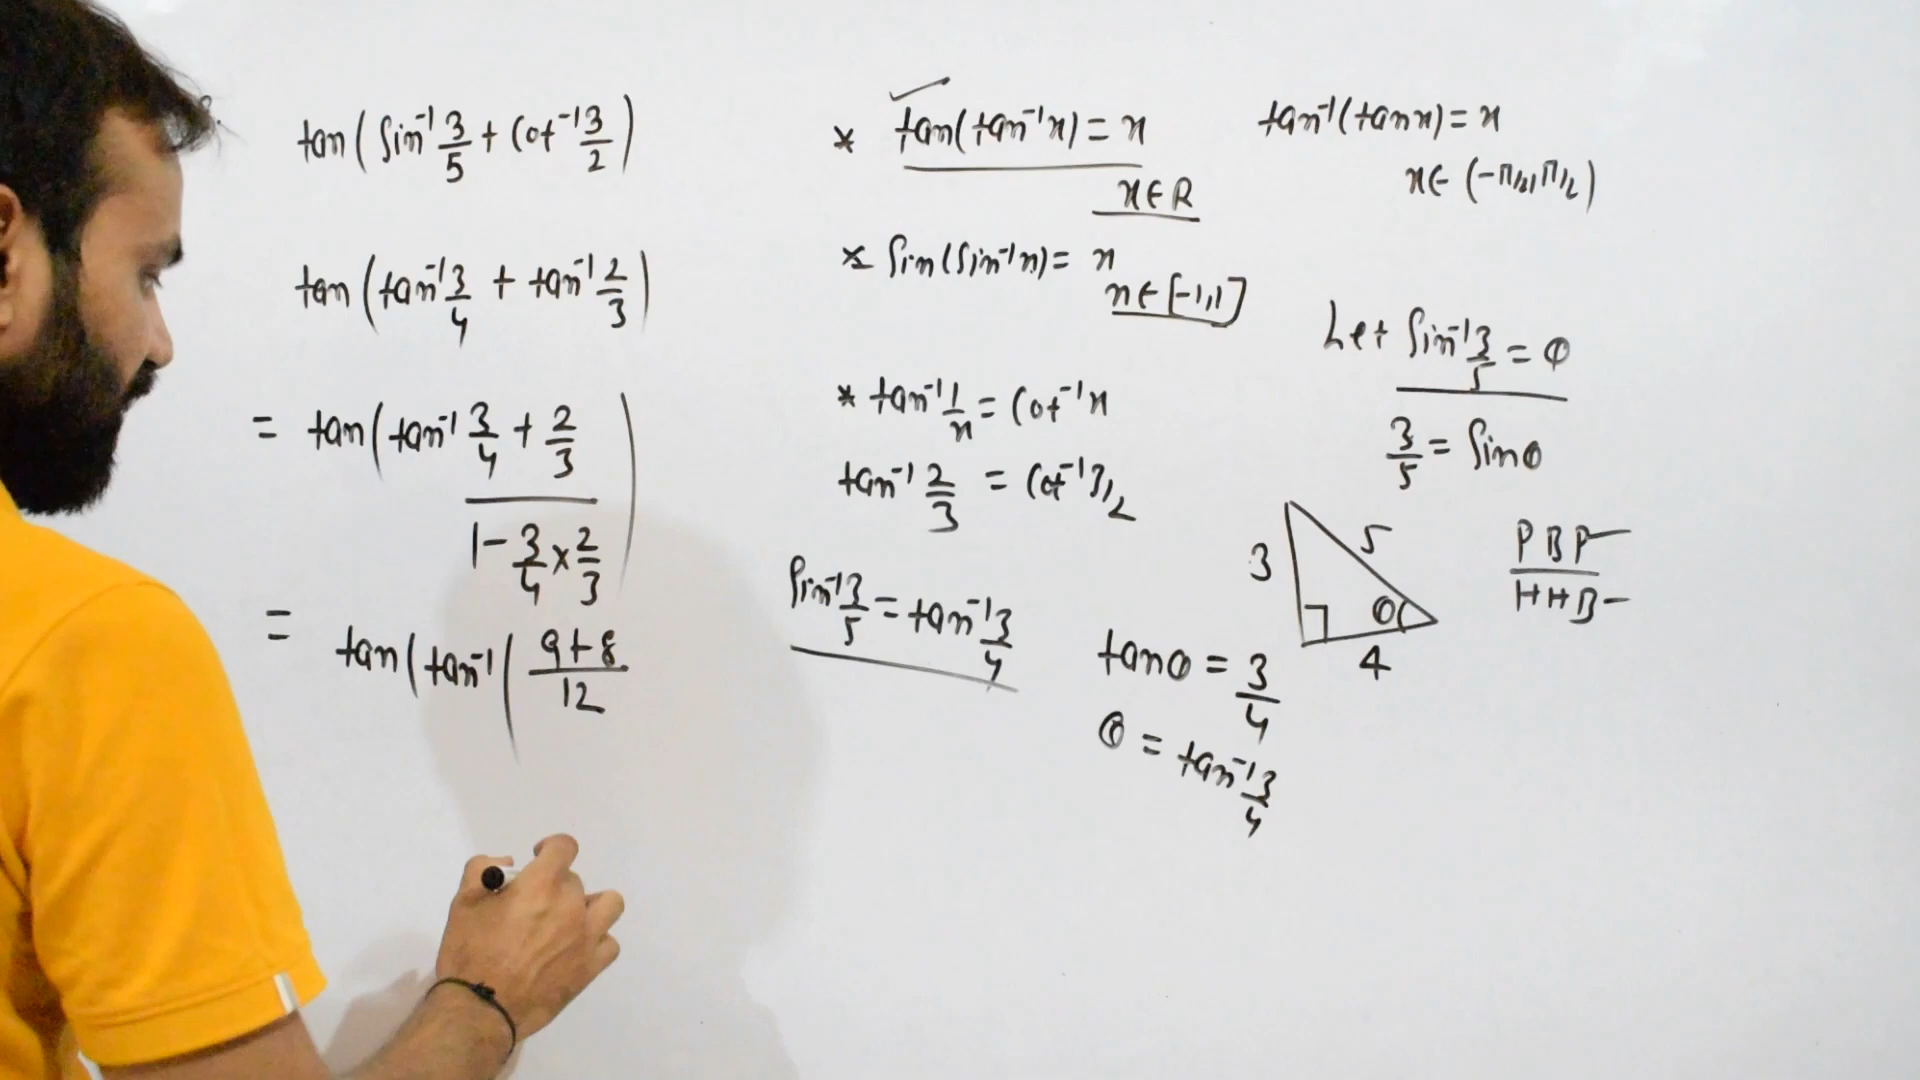 tan ( Sin⁻¹ 3/5 + Cot⁻¹ 3/2 )
tan ( tan⁻¹ 3/4 + tan⁻¹ 2/3 )
= tan ( tan⁻¹ 3/4 + 2/3
1 - 3/4 x 2/3 )
= tan ( tan⁻¹ ( 9+8
12
* tan(tan⁻¹x) = x
x ∈ R
* Sin(Sin⁻¹x) = x
x ∈ [-1,1]
* tan⁻¹ 1/x = Cot⁻¹x
tan⁻¹ 2/3 = Cot⁻¹ 3/2
Sin⁻¹ 3/5 = tan⁻¹ 3/4
tan⁻¹(tanx) = x
x ∈ (-π/2, π/2)
Let Sin⁻¹ 3/5 = θ
3/5 = Sinθ
3
5
θ
4
P B P
H H B
tanθ = 3/4
θ = tan⁻¹ 3/4